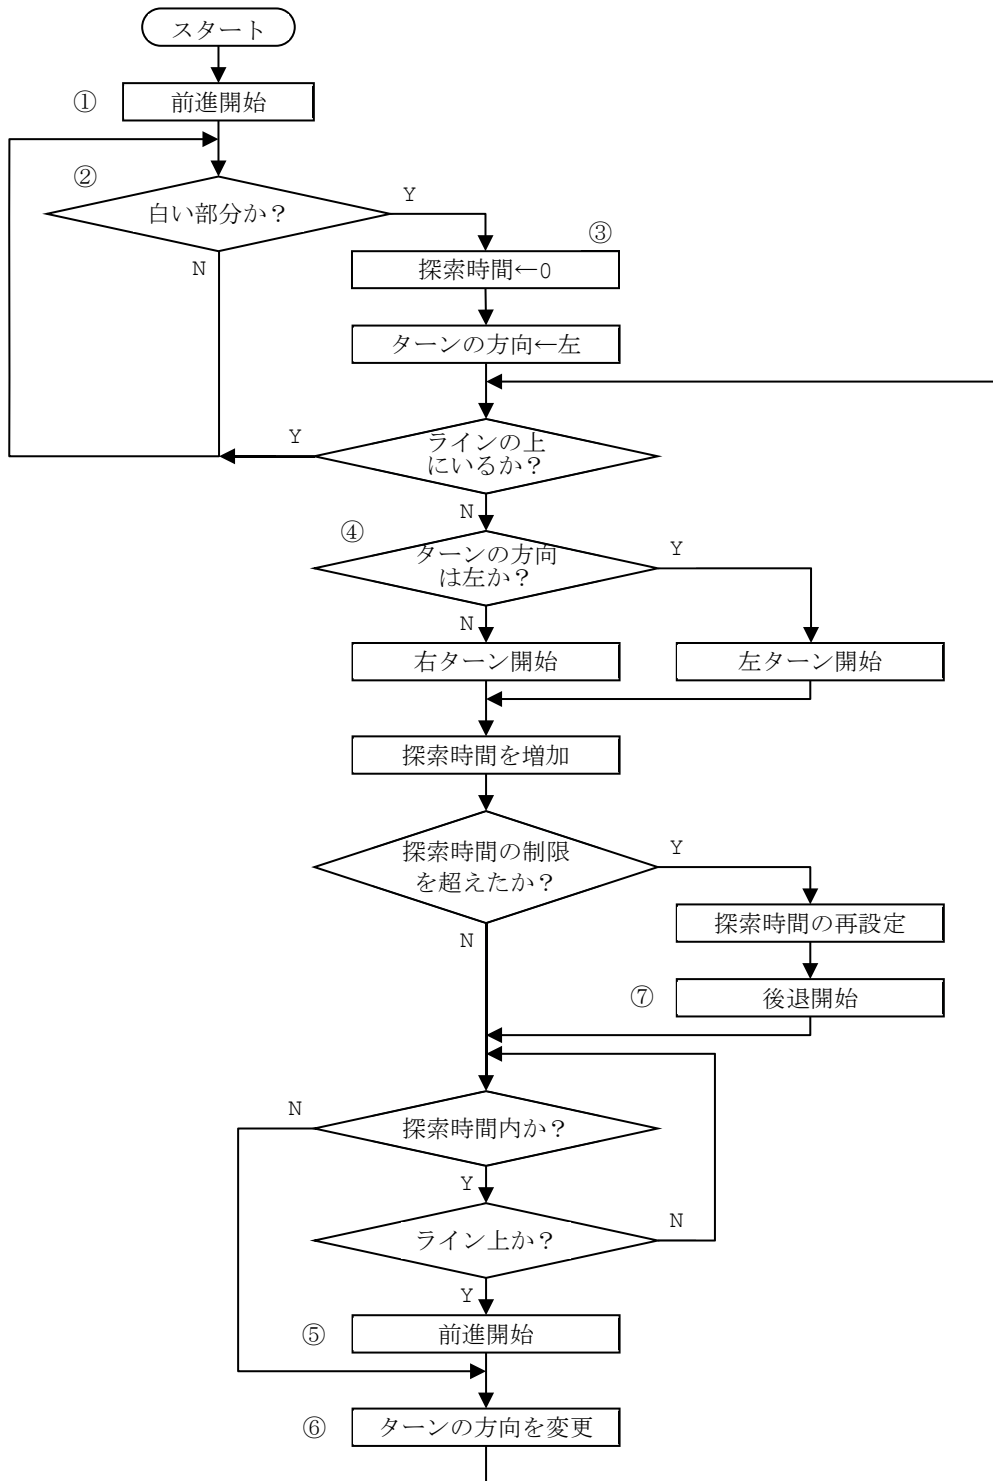 スタート
①
前進開始
②
白い部分か？
Y
N
③
探索時間←0
ターンの方向←左
Y
ラインの上
にいるか？
N
④
ターンの方向
は左か？
Y
N
右ターン開始
左ターン開始
探索時間を増加
探索時間の制限
を超えたか？
Y
N
探索時間の再設定
⑦
後退開始
N
探索時間内か？
Y
ライン上か？
N
Y
⑤
前進開始
⑥
ターンの方向を変更